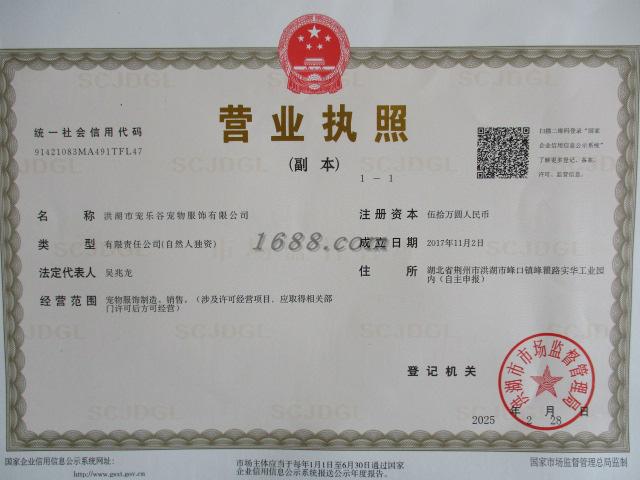 营业执照
(副 本)
1-1
统一社会信用代码
91421083MA491TFL47
扫描二维码登录“国家
企业信用信息公示系统”
了解更多登记、备案、
许可、监管信息。
名 称 洪湖市宠乐谷宠物服饰有限公司
类 型 有限责任公司(自然人独资)
法定代表人 吴兆龙
经营范围 宠物服饰制造、销售。(涉及许可经营项目,应取得相关部
门许可后方可经营)
注册资本 伍拾万圆人民币
成立日期 2017年11月2日
住 所 湖北省荆州市洪湖市峰口镇峰雅路实华工业园
内(自主申报)
1688.com
登记机关
洪湖市市场监督管理局
2025 年 2 月 28 日
国家企业信用信息公示系统网址:
http://www.gsxt.gov.cn
市场主体应当于每年1月1日至6月30日通过国家
企业信用信息公示系统报送公示年度报告。
国家市场监督管理总局监制